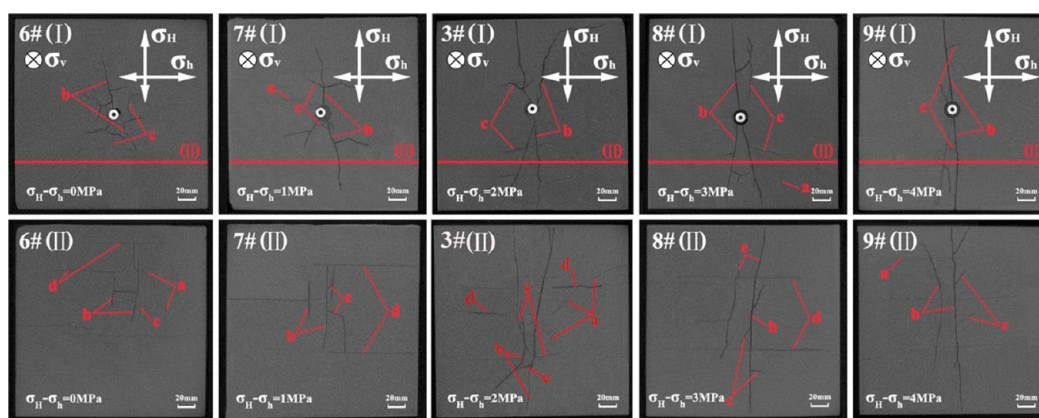 6# (I)
σH
σv
σh
b
c
(II)
σH-σh=0MPa
20mm
7# (I)
σH
σv
σh
a
c
b
(II)
σH-σh=1MPa
20mm
3# (I)
σH
σv
σh
c
b
(II)
σH-σh=2MPa
20mm
8# (I)
σH
σv
σh
b
c
(II)
a
σH-σh=3MPa
20mm
9# (I)
σH
σv
σh
c
b
(II)
σH-σh=4MPa
20mm
6# (II)
d
a
b
c
σH-σh=0MPa
20mm
7# (II)
c
d
b
σH-σh=1MPa
20mm
3# (II)
d
d
a
σH-σh=2MPa
20mm
8# (II)
b
d
σH-σh=3MPa
20mm
9# (II)
a
b
c
σH-σh=4MPa
20mm